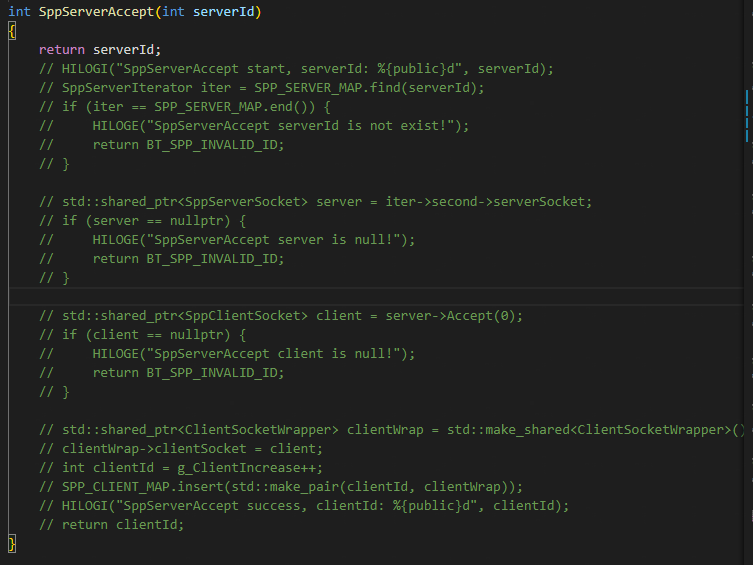 int SppServerAccept(int serverId)
{
    return serverId;
    // HILOGI("SppServerAccept start, serverId: %{public}d", serverId);
    // SppServerIterator iter = SPP_SERVER_MAP.find(serverId);
    // if (iter == SPP_SERVER_MAP.end()) {
    //     HILOGE("SppServerAccept serverId is not exist!");
    //     return BT_SPP_INVALID_ID;
    // }

    // std::shared_ptr<SppServerSocket> server = iter->second->serverSocket;
    // if (server == nullptr) {
    //     HILOGE("SppServerAccept server is null!");
    //     return BT_SPP_INVALID_ID;
    // }

    // std::shared_ptr<SppClientSocket> client = server->Accept(0);
    // if (client == nullptr) {
    //     HILOGE("SppServerAccept client is null!");
    //     return BT_SPP_INVALID_ID;
    // }

    // std::shared_ptr<ClientSocketWrapper> clientWrap = std::make_shared<ClientSocketWrapper>()
    // clientWrap->clientSocket = client;
    // int clientId = g_ClientIncrease++;
    // SPP_CLIENT_MAP.insert(std::make_pair(clientId, clientWrap));
    // HILOGI("SppServerAccept success, clientId: %{public}d", clientId);
    // return clientId;
}